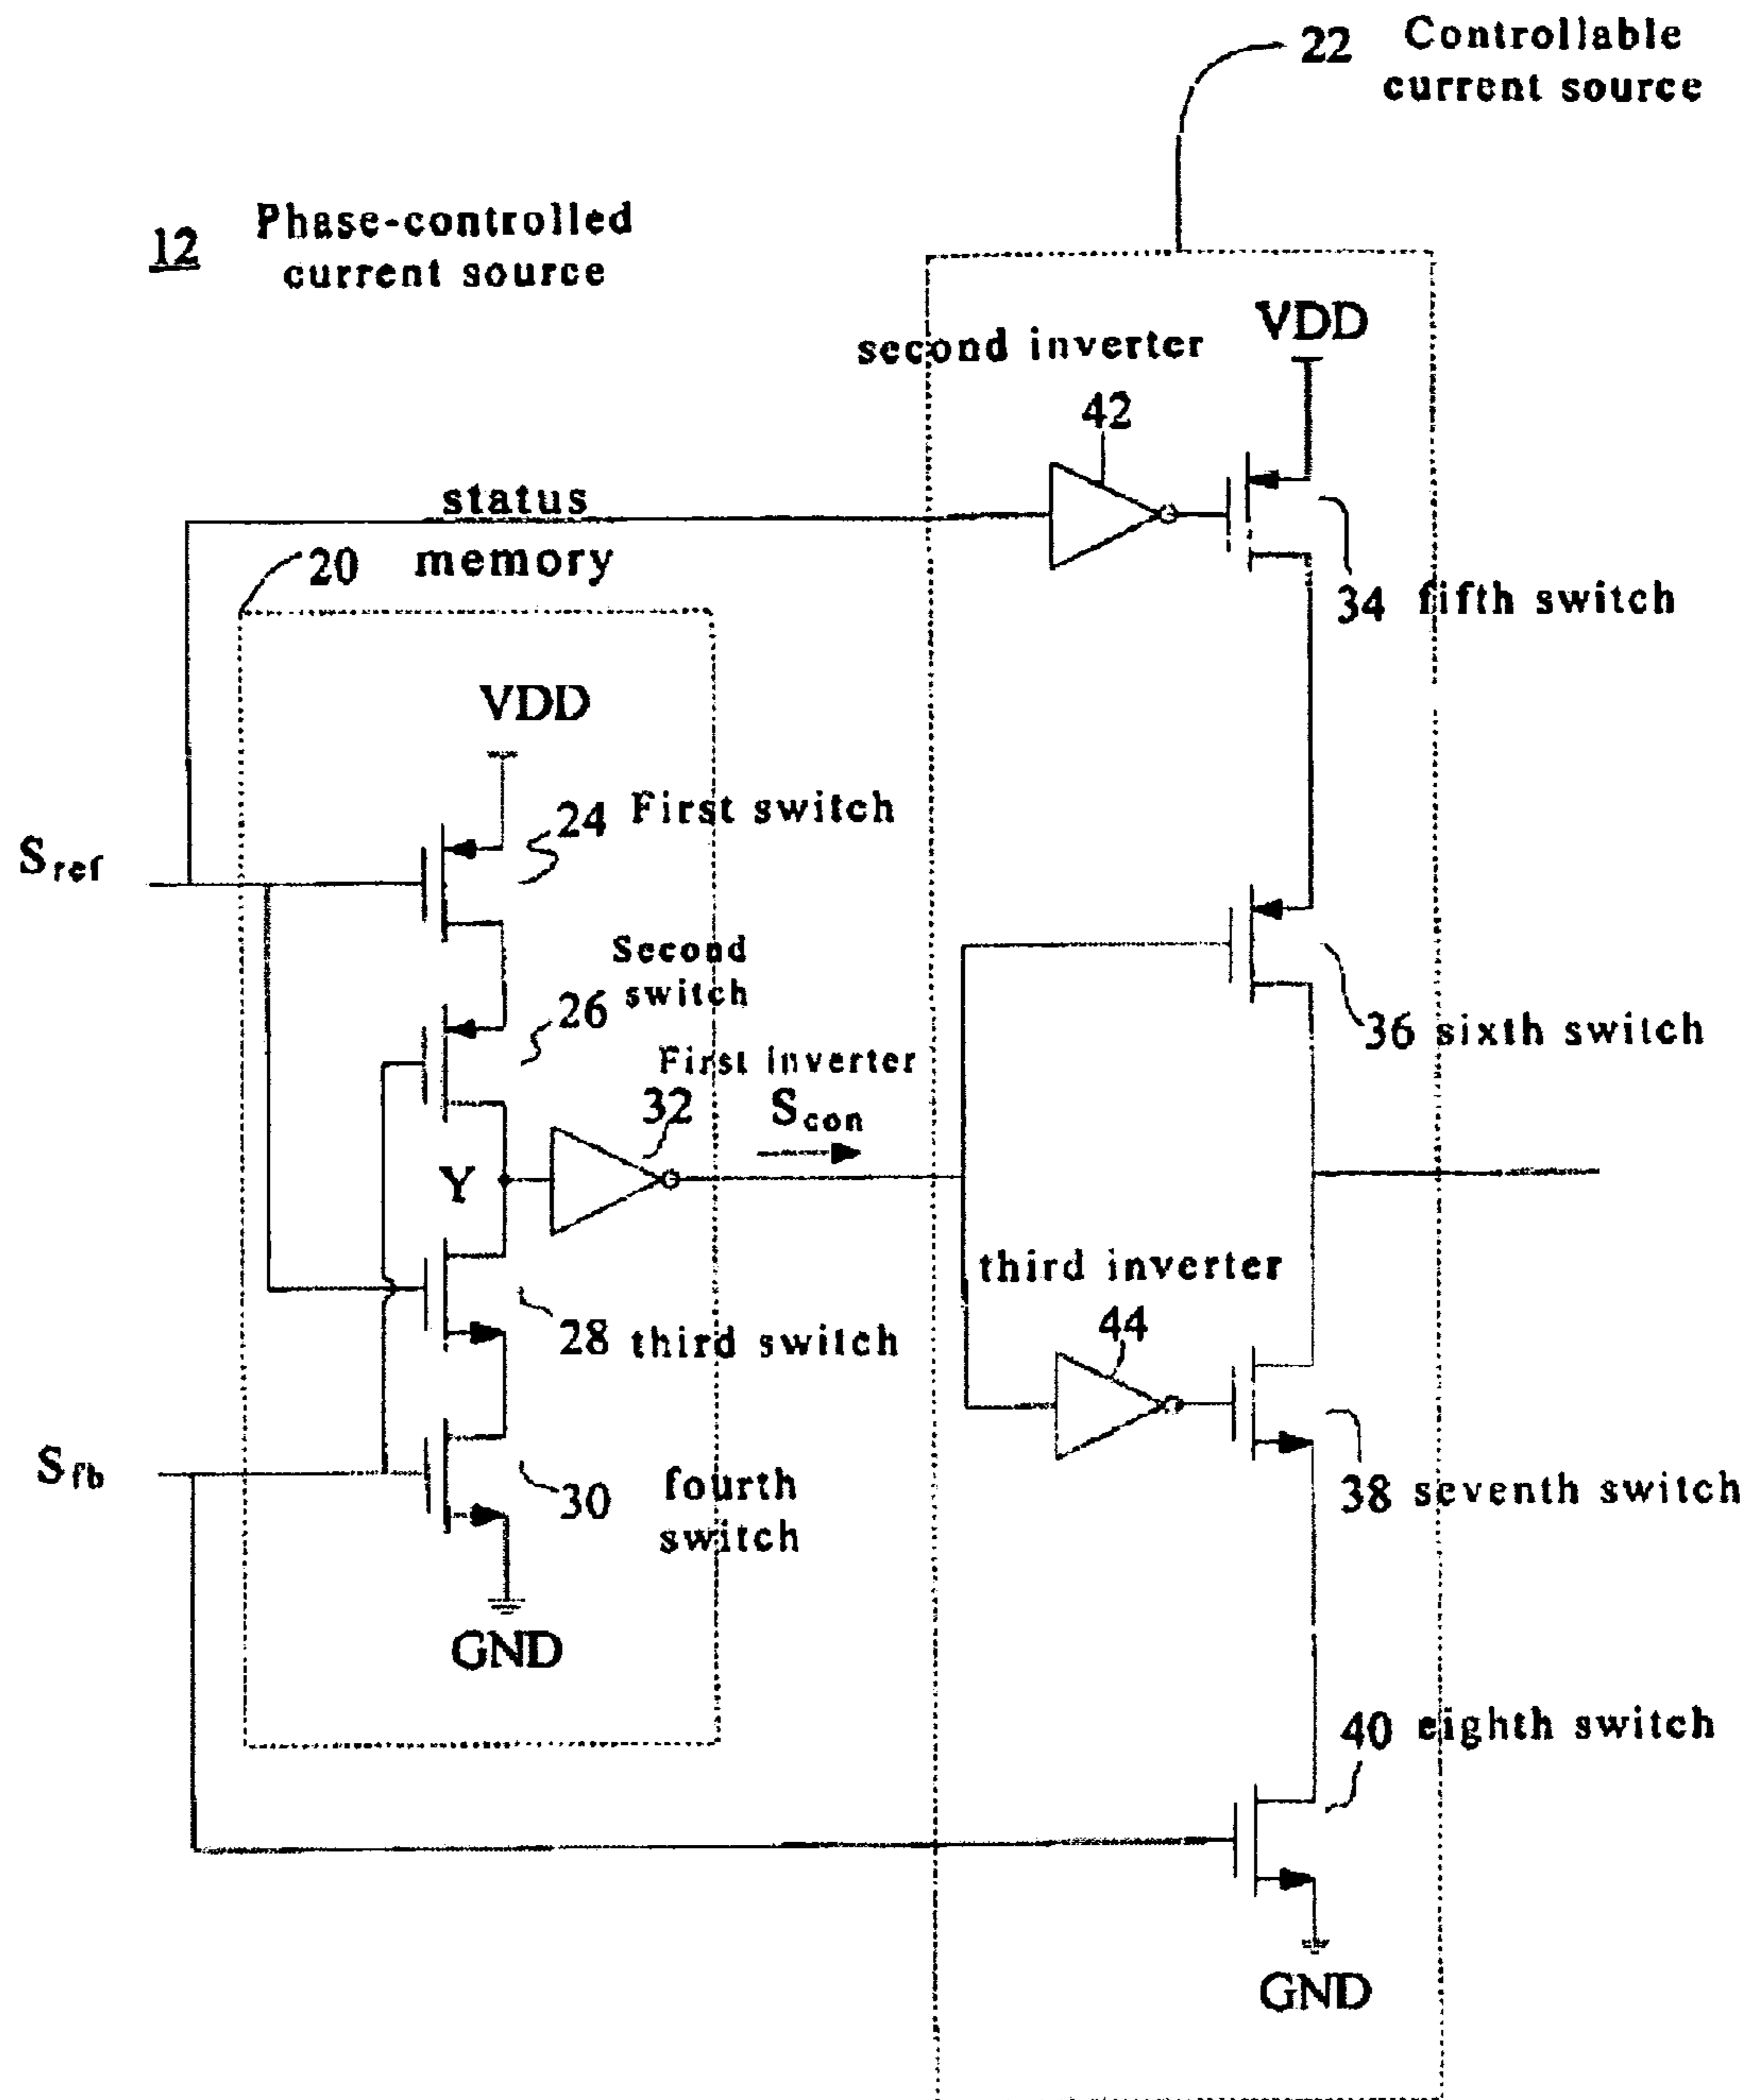 22 Controllable
current source
12 Phase-controlled
current source
VDD
second inverter
42
status
20 memory
34 fifth switch
VDD
24 First switch
Sref
Second
26 switch
36 sixth switch
First inverter
32 Scon
Y
third inverter
44
28 third switch
Sfb
30 fourth
switch
38 seventh switch
GND
40 eighth switch
GND